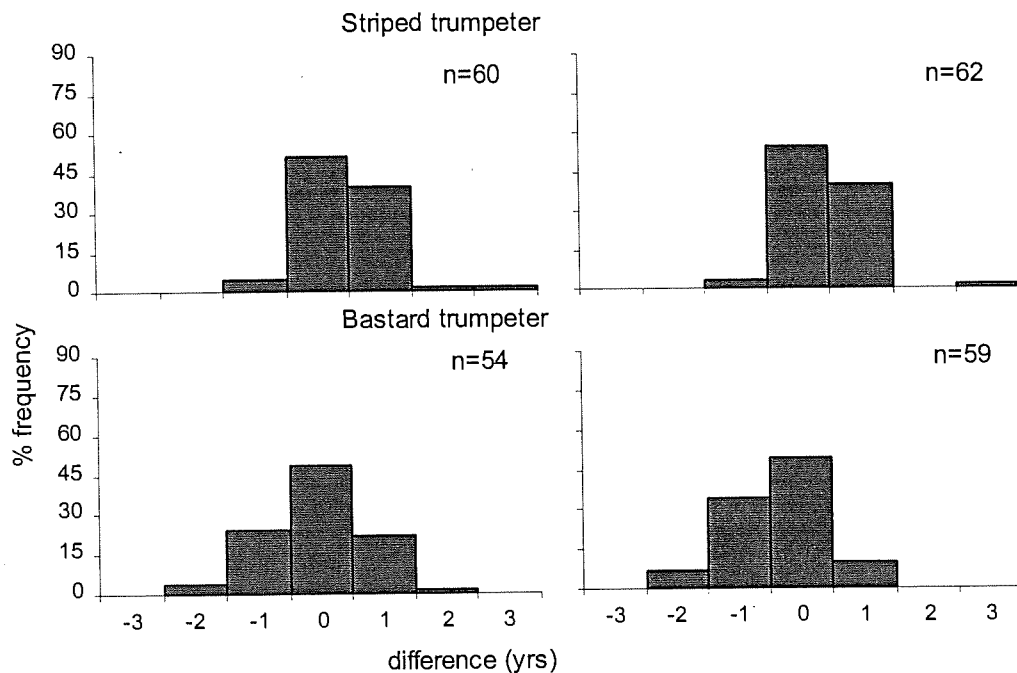 Striped trumpeter
90
75
60
45
30
15
0
n=60
n=62
Bastard trumpeter
90
75
60
45
30
15
0
n=54
n=59
% frequency
-3 -2 -1 0 1 2 3
-3 -2 -1 0 1 2 3
difference (yrs)